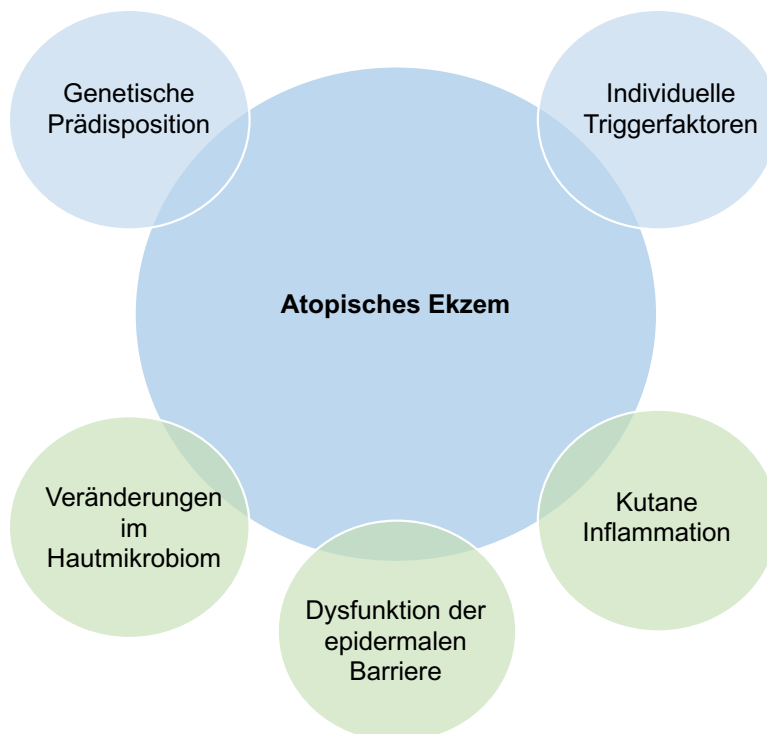 Genetische
Prädisposition
Individuelle
Triggerfaktoren
Atopisches Ekzem
Veränderungen
im
Hautmikrobiom
Kutane
Inflammation
Dysfunktion der
epidermalen
Barriere